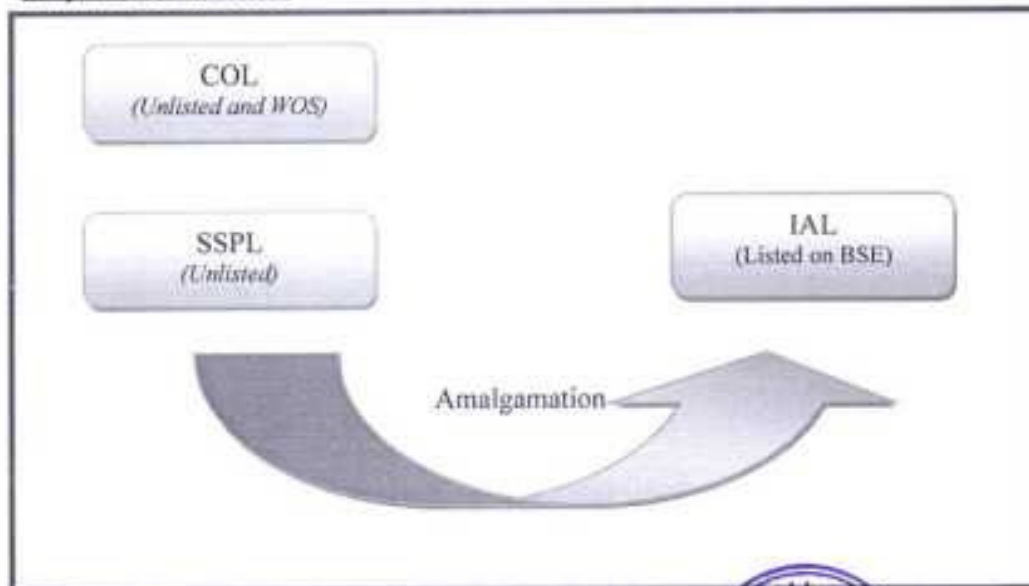 COL
(Unlisted and WOS)
SSPL
(Unlisted)
IAL
(Listed on BSE)
Amalgamation